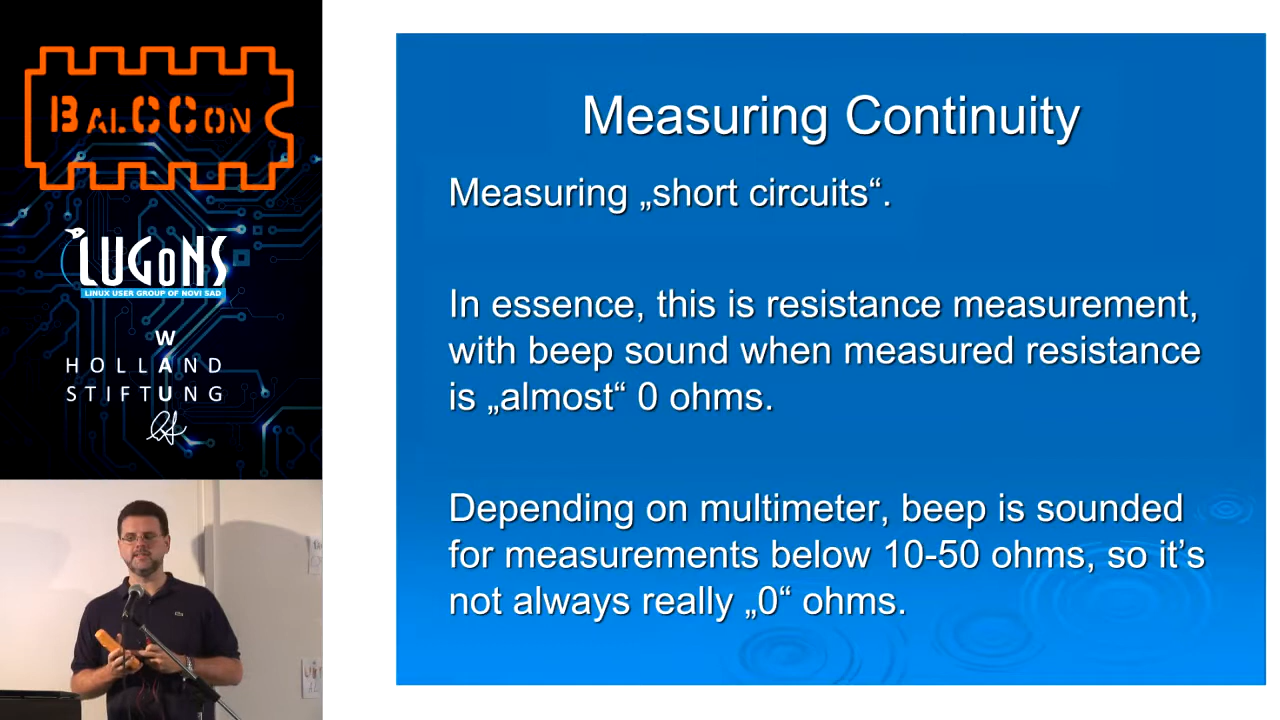 BALCCON
LUGONS
LINUX USER GROUP OF NOVI SAD
W
HOLLAND
STIFTUNG
Measuring Continuity
Measuring „short circuits“.
In essence, this is resistance measurement,
with beep sound when measured resistance
is „almost“ 0 ohms.
Depending on multimeter, beep is sounded
for measurements below 10-50 ohms, so it’s
not always really „0“ ohms.